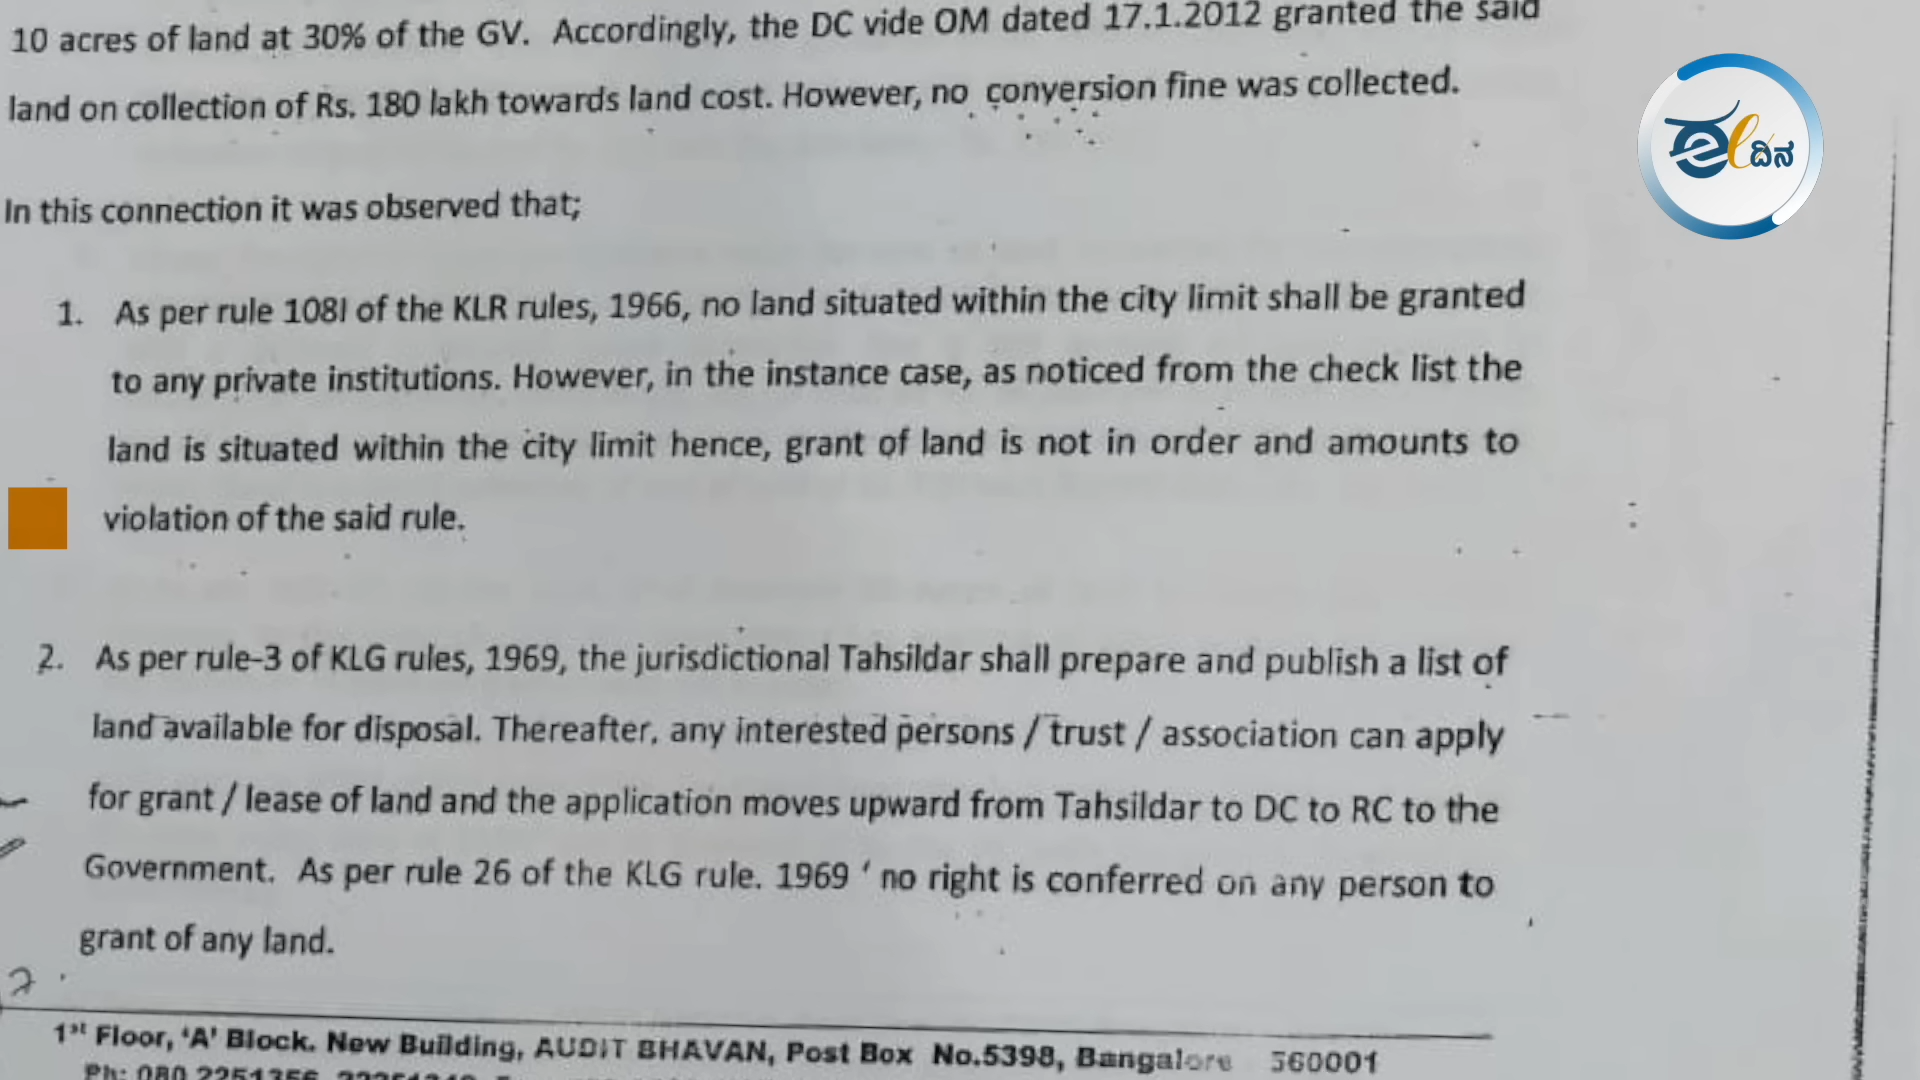 10 acres of land at 30% of the GV. Accordingly, the DC vide OM dated 17.1.2012 granted the said
land on collection of Rs. 180 lakh towards land cost. However, no conversion fine was collected.
In this connection it was observed that;
1. As per rule 108I of the KLR rules, 1966, no land situated within the city limit shall be granted
to any private institutions. However, in the instance case, as noticed from the check list the
land is situated within the city limit hence, grant of land is not in order and amounts to
violation of the said rule.
2. As per rule-3 of KLG rules, 1969, the jurisdictional Tahsildar shall prepare and publish a list of
land available for disposal. Thereafter, any interested persons / trust / association can apply
for grant / lease of land and the application moves upward from Tahsildar to DC to RC to the
Government. As per rule 26 of the KLG rule. 1969 ‘ no right is conferred on any person to
grant of any land.
1st Floor, ‘A’ Block. New Building, AUDIT BHAVAN, Post Box No.5398, Bangalore 560001
Ph: 080
ದಿನ